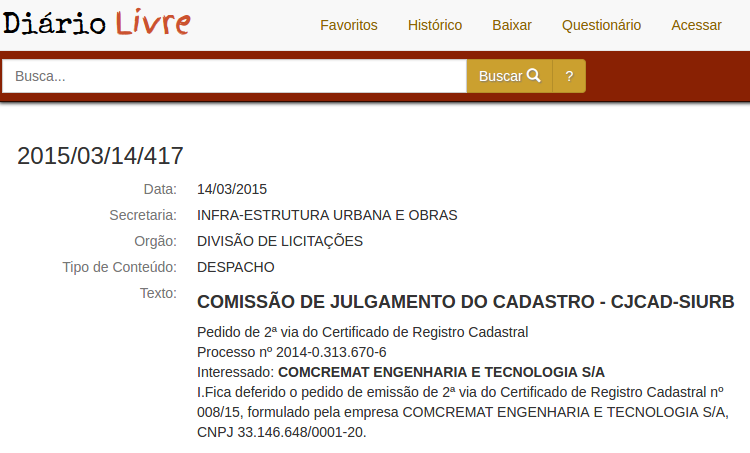 Diário Livre
Favoritos Histórico Baixar Questionário Acessar
Busca... Buscar ?
2015/03/14/417
Data: 14/03/2015
Secretaria: INFRA-ESTRUTURA URBANA E OBRAS
Orgão: DIVISÃO DE LICITAÇÕES
Tipo de Conteúdo: DESPACHO
Texto: COMISSÃO DE JULGAMENTO DO CADASTRO - CJCAD-SIURB
Pedido de 2ª via do Certificado de Registro Cadastral
Processo nº 2014-0.313.670-6
Interessado: COMCREMAT ENGENHARIA E TECNOLOGIA S/A
I.Fica deferido o pedido de emissão de 2ª via do Certificado de Registro Cadastral nº
008/15, formulado pela empresa COMCREMAT ENGENHARIA E TECNOLOGIA S/A,
CNPJ 33.146.648/0001-20.